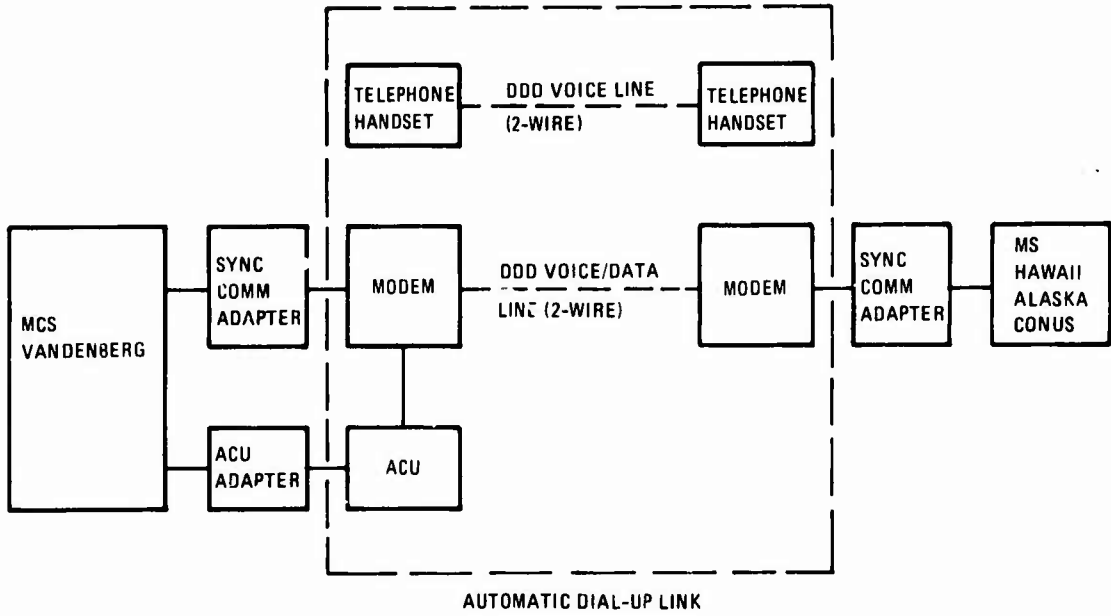 TELEPHONE
HANDSET
DDD VOICE LINE
(2-WIRE)
TELEPHONE
HANDSET
MCS
VANDENBERG
SYNC
COMM
ADAPTER
MODEM
DDD VOICE/DATA
LINE (2-WIRE)
MODEM
SYNC
COMM
ADAPTER
MS
HAWAII
ALASKA
CONUS
ACU
ADAPTER
ACU
AUTOMATIC DIAL-UP LINK